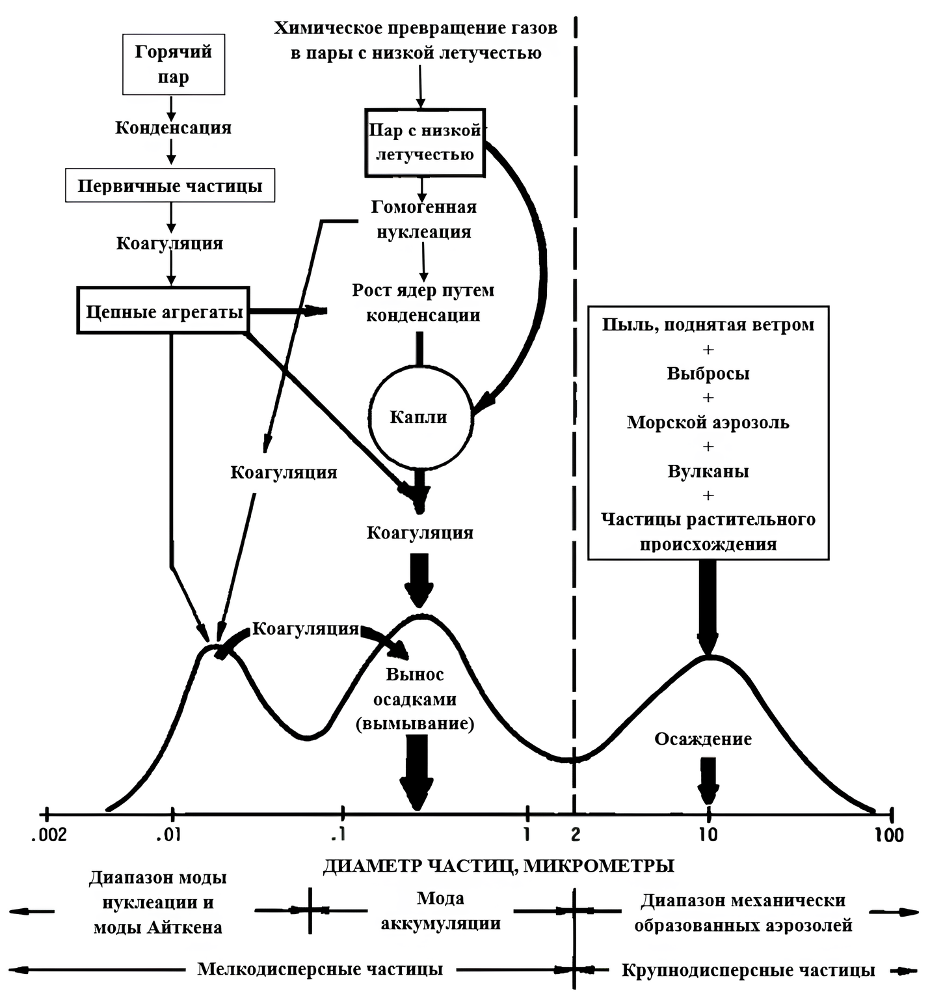 Химическое превращение газов
в пары с низкой летучестью
Горячий
пар
Конденсация
Первичные частицы
Коагуляция
Цепные агрегаты
Пар с низкой
летучестью
Гомогенная
нуклеация
Рост ядер путем
конденсации
Капли
Коагуляция
Коагуляция
Пыль, поднятая ветром
+
Выбросы
+
Морской аэрозоль
+
Вулканы
+
Частицы растительного
происхождения
Коагуляция
Вынос
осадками
(вымывание)
Осаждение
.002 .01 .1 1 2 10 100
ДИАМЕТР ЧАСТИЦ, МИКРОМЕТРЫ
Диапазон моды
нуклеации и
моды Айткена
Мода
аккумуляции
Диапазон механически
образованных аэрозолей
Мелкодисперсные частицы
Крупнодисперсные частицы